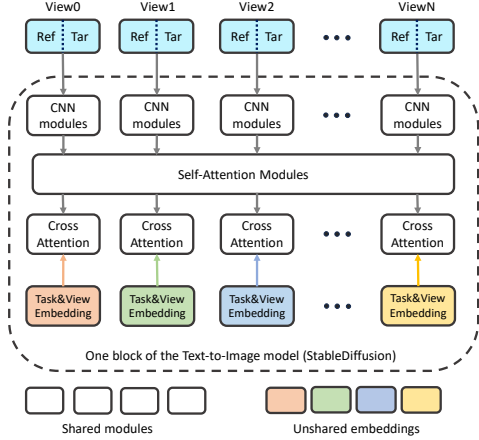 View0 View1 View2 ••• ViewN
Ref Tar Ref Tar Ref Tar ••• Ref Tar
CNN modules CNN modules CNN modules ••• CNN modules
Self-Attention Modules
Cross Attention Cross Attention Cross Attention ••• Cross Attention
Task&View Embedding Task&View Embedding Task&View Embedding ••• Task&View Embedding
One block of the Text-to-Image model (StableDiffusion)
Shared modules Unshared embeddings